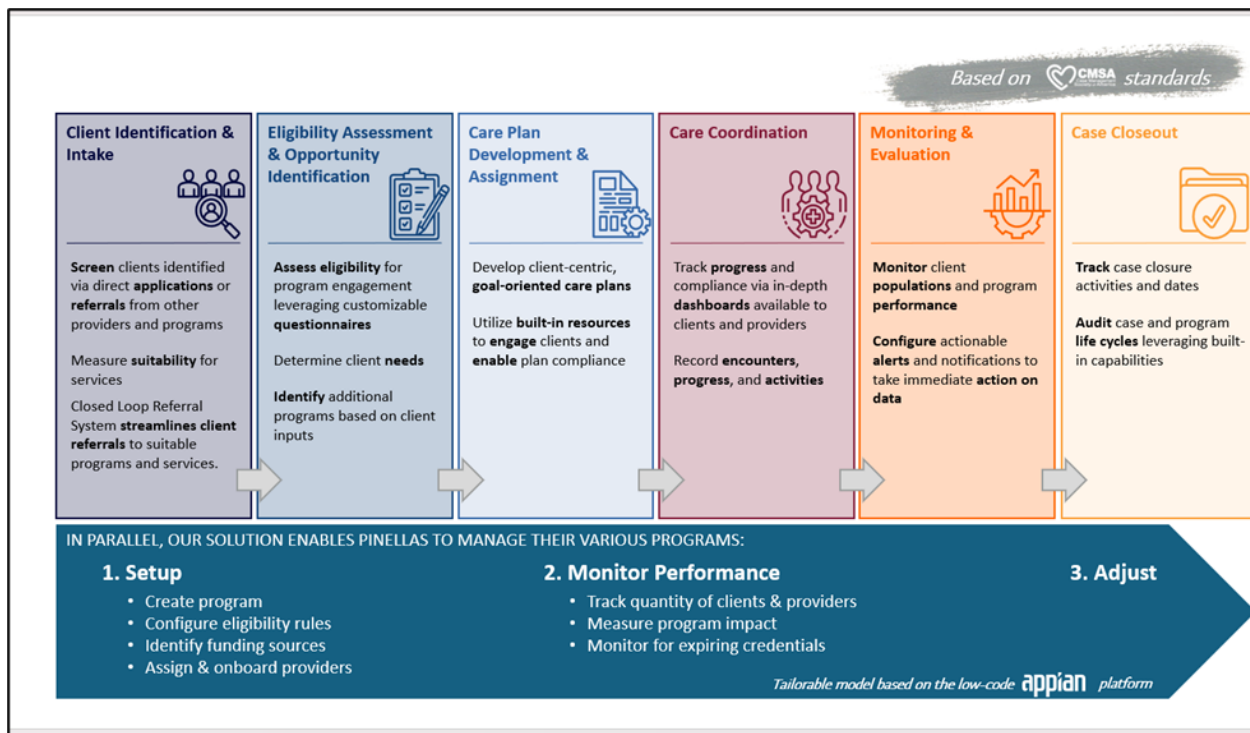 Based on CMSA standards
Client Identification &
Intake
Screen clients identified
via direct applications or
referrals from other
providers and programs
Measure suitability for
services
Closed Loop Referral
System streamlines client
referrals to suitable
programs and services.
Eligibility Assessment
& Opportunity
Identification
Assess eligibility for
program engagement
leveraging customizable
questionnaires
Determine client needs
Identify additional
programs based on client
inputs
Care Plan
Development &
Assignment
Develop client-centric,
goal-oriented care plans
Utilize built-in resources
to engage clients and
enable plan compliance
Care Coordination
Track progress and
compliance via in-depth
dashboards available to
clients and providers
Record encounters,
progress, and activities
Monitoring &
Evaluation
Monitor client
populations and program
performance
Configure actionable
alerts and notifications to
take immediate action on
data
Case Closeout
Track case closure
activities and dates
Audit case and program
life cycles leveraging built-
in capabilities
IN PARALLEL, OUR SOLUTION ENABLES PINELLAS TO MANAGE THEIR VARIOUS PROGRAMS:
1. Setup
• Create program
• Configure eligibility rules
• Identify funding sources
• Assign & onboard providers
2. Monitor Performance
• Track quantity of clients & providers
• Measure program impact
• Monitor for expiring credentials
3. Adjust
Tailorable model based on the low-code appian platform